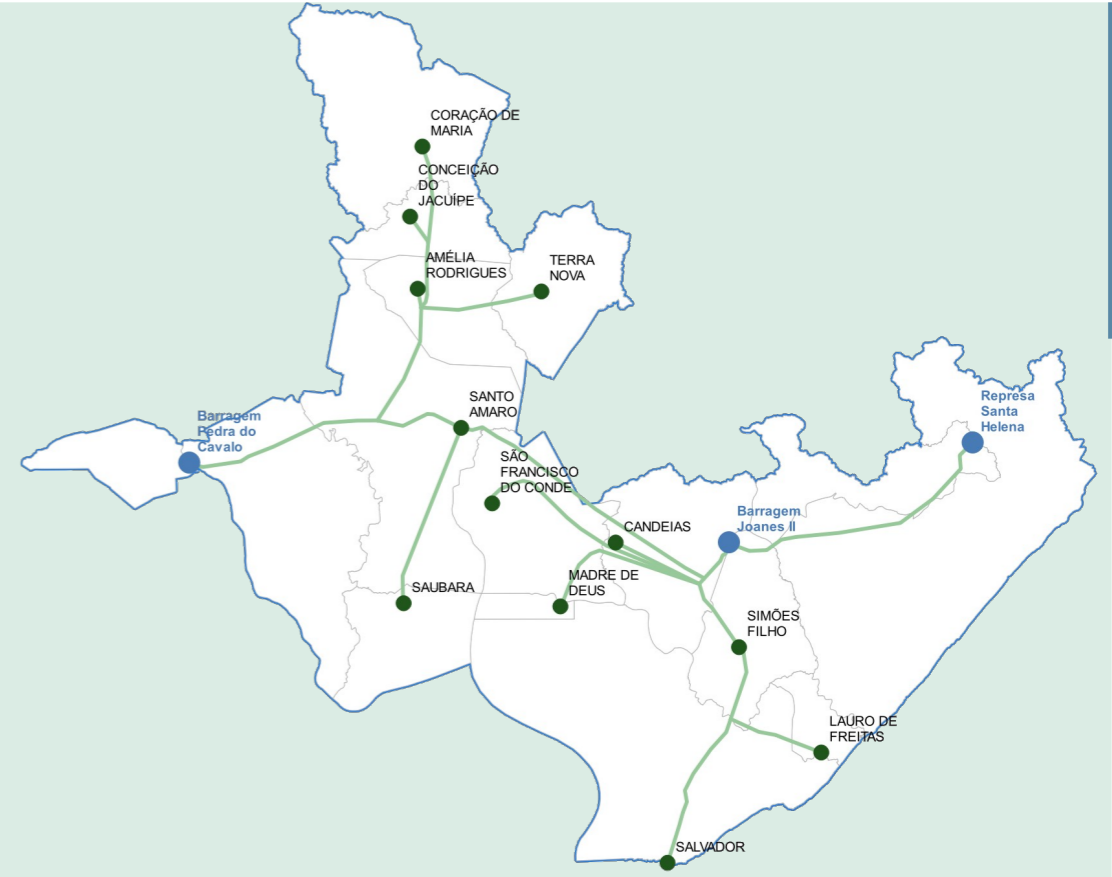 CORAÇÃO DE
MARIA
CONCEIÇÃO
DO
JACUÍPE
AMÉLIA
RODRIGUES
TERRA
NOVA
SANTO
AMARO
Barragem
Pedra do
Cavalo
Represa
Santa
Helena
SÃO
FRANCISCO
DO CONDE
CANDEIAS
Barragem
Joanes II
SAUBARA
MADRE DE
DEUS
SIMÕES
FILHO
LAURO DE
FREITAS
SALVADOR